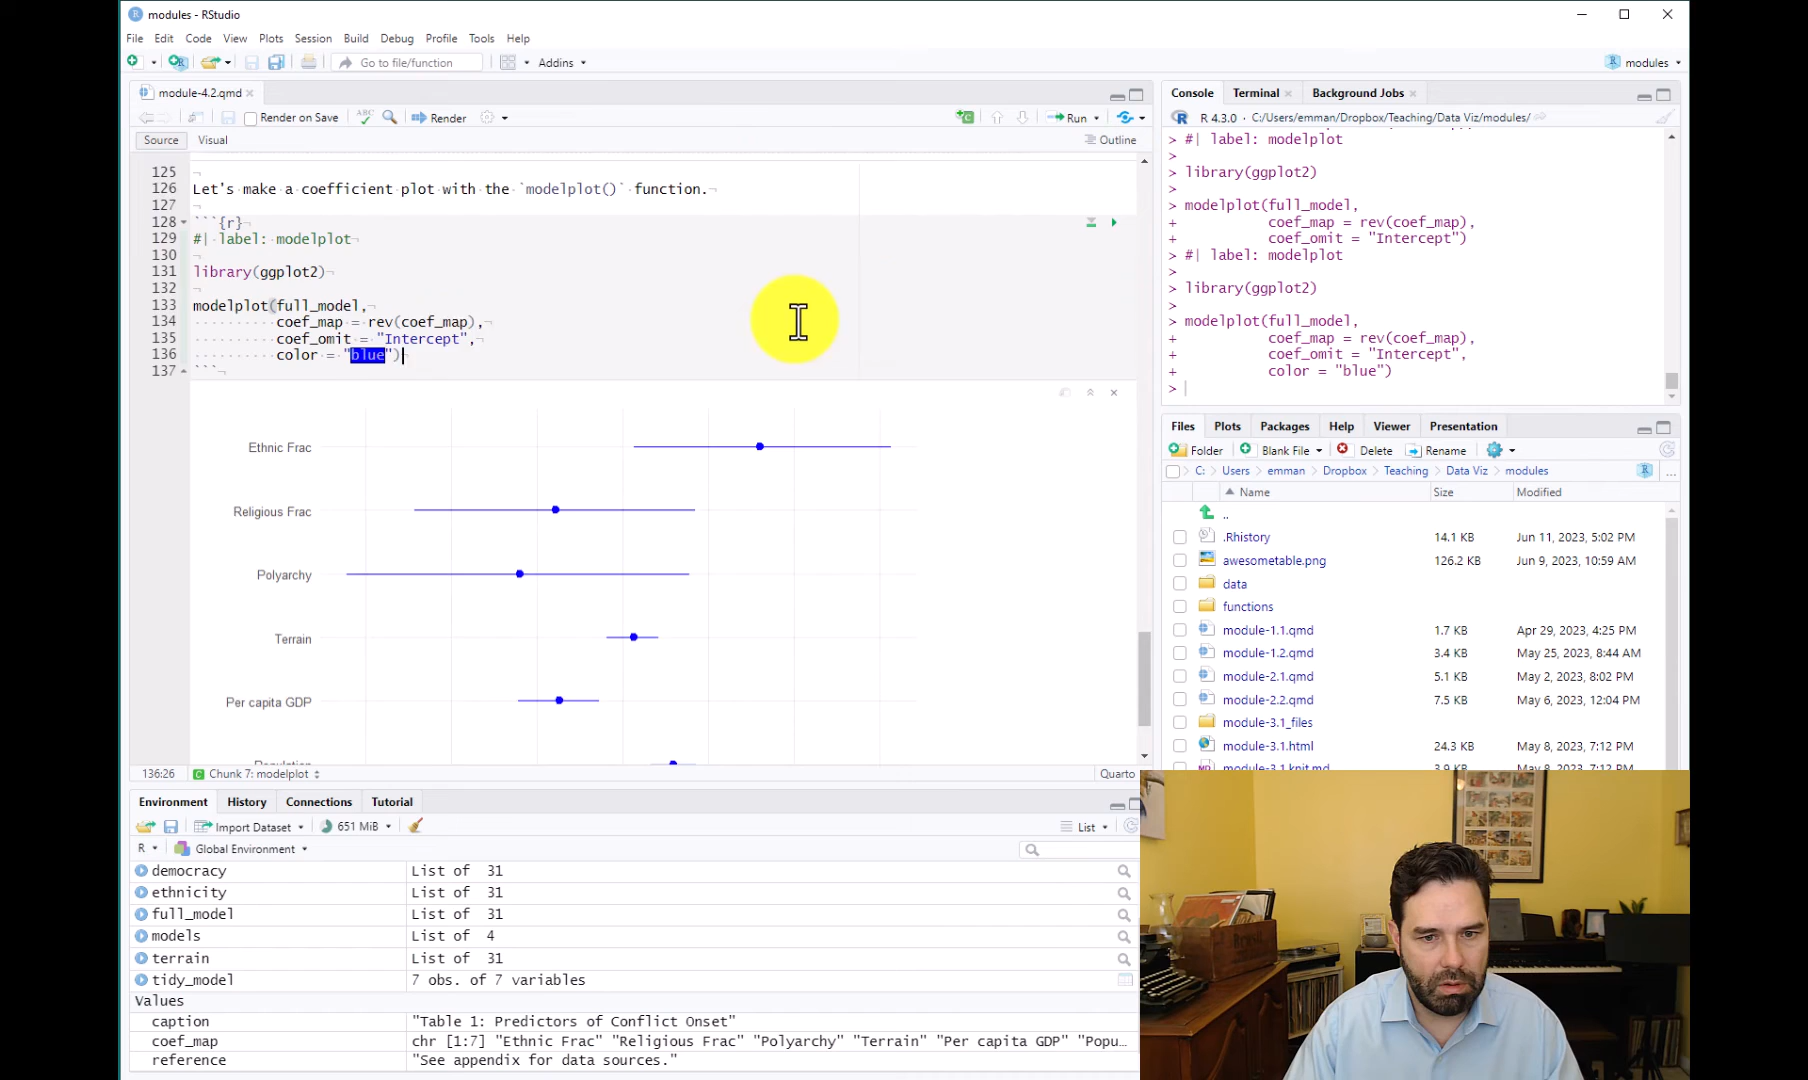 modules - RStudio
File Edit Code View Plots Session Build Debug Profile Tools Help
Go to file/function Addins modules
module-4.2.qmd
Render on Save Render Run
Source Visual Outline
125
126 Let's make a coefficient plot with the `modelplot()` function.
127
128 ```{r}
129 #| label: modelplot
130
131 library(ggplot2)
132
133 modelplot(full_model,
134 coef_map = rev(coef_map),
135 coef_omit = "Intercept",
136 color = "blue")
137 ```
Ethnic Frac
Religious Frac
Polyarchy
Terrain
Per capita GDP
Population
136:26 Chunk 7: modelplot Quarto
Console Terminal Background Jobs
R 4.3.0 · C:/Users/emman/Dropbox/Teaching/Data Viz/modules/
> #| label: modelplot
>
> library(ggplot2)
>
> modelplot(full_model,
+ coef_map = rev(coef_map),
+ coef_omit = "Intercept")
> #| label: modelplot
>
> library(ggplot2)
>
> modelplot(full_model,
+ coef_map = rev(coef_map),
+ coef_omit = "Intercept",
+ color = "blue")
>
Files Plots Packages Help Viewer Presentation
Folder Blank File Delete Rename
C: Users emman Dropbox Teaching Data Viz modules
Name Size Modified
..
.Rhistory 14.1 KB Jun 11, 2023, 5:02 PM
awesometable.png 126.2 KB Jun 9, 2023, 10:59 AM
data
functions
module-1.1.qmd 1.7 KB Apr 29, 2023, 4:25 PM
module-1.2.qmd 3.4 KB May 25, 2023, 8:44 AM
module-2.1.qmd 5.1 KB May 2, 2023, 8:02 PM
module-2.2.qmd 7.5 KB May 6, 2023, 12:04 PM
module-3.1_files
module-3.1.html 24.3 KB May 8, 2023, 7:12 PM
module-3.1.knit.md 3.9 KB May 8, 2023, 7:12 PM
Environment History Connections Tutorial
Import Dataset 651 MiB List
R Global Environment
democracy List of 31
ethnicity List of 31
full_model List of 31
models List of 4
terrain List of 31
tidy_model 7 obs. of 7 variables
Values
caption "Table 1: Predictors of Conflict Onset"
coef_map chr [1:7] "Ethnic Frac" "Religious Frac" "Polyarchy" "Terrain" "Per capita GDP" "Popu…
reference "See appendix for data sources."